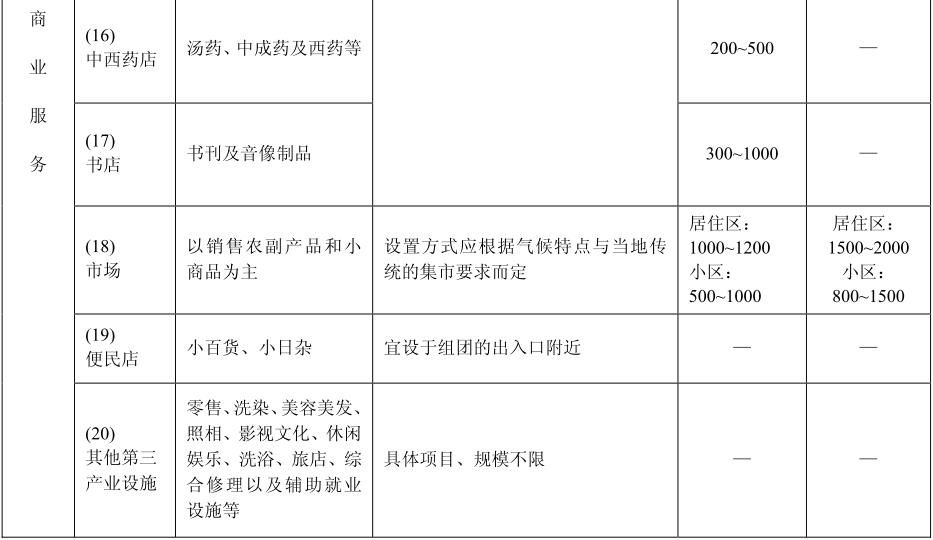 商
业
服
务
(16)
中西药店
汤药、中成药及西药等
200~500
—
(17)
书店
书刊及音像制品
300~1000
—
(18)
市场
以销售农副产品和小
商品为主
设置方式应根据气候特点与当地传
统的集市要求而定
居住区：
1000~1200
小区：
500~1000
居住区：
1500~2000
小区：
800~1500
(19)
便民店
小百货、小日杂
宜设于组团的出入口附近
—
—
(20)
其他第三
产业设施
零售、洗染、美容美发、
照相、影视文化、休闲
娱乐、洗浴、旅店、综
合修理以及辅助就业
设施等
具体项目、规模不限
—
—